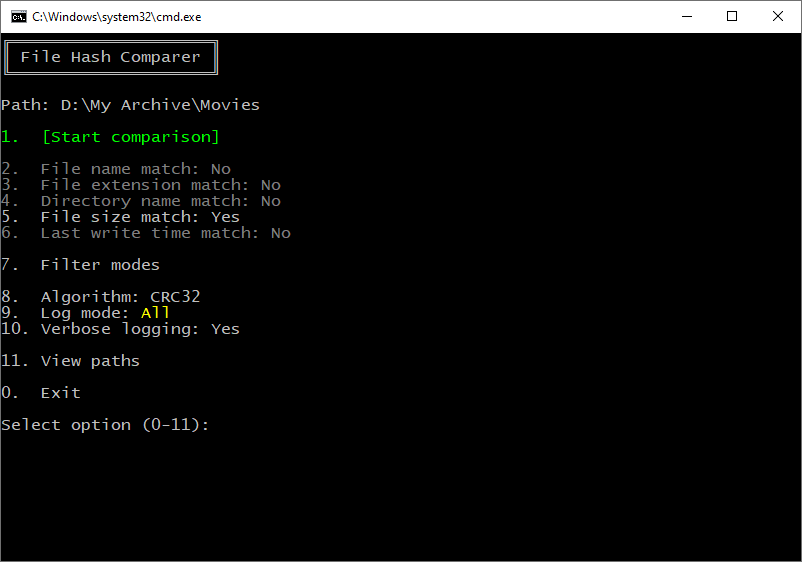 C:\Windows\system32\cmd.exe
File Hash Comparer
Path: D:\My Archive\Movies
1.  [Start comparison]
2.  File name match: No
3.  File extension match: No
4.  Directory name match: No
5.  File size match: Yes
6.  Last write time match: No
7.  Filter modes
8.  Algorithm: CRC32
9.  Log mode: All
10. Verbose logging: Yes
11. View paths
0.  Exit
Select option (0-11):